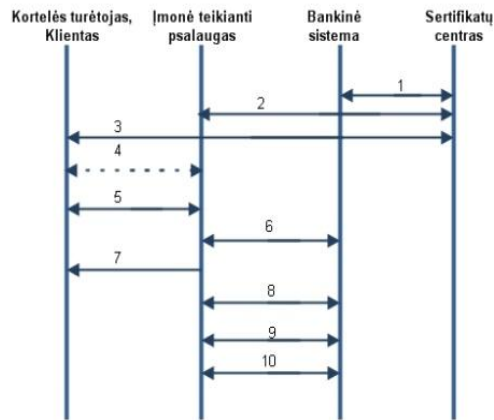 Kortelės turėtojas,
Klientas
Įmonė teikianti
psalaugas
Bankinė
sistema
Sertifikatų
centras
1
2
3
4
5
6
7
8
9
10